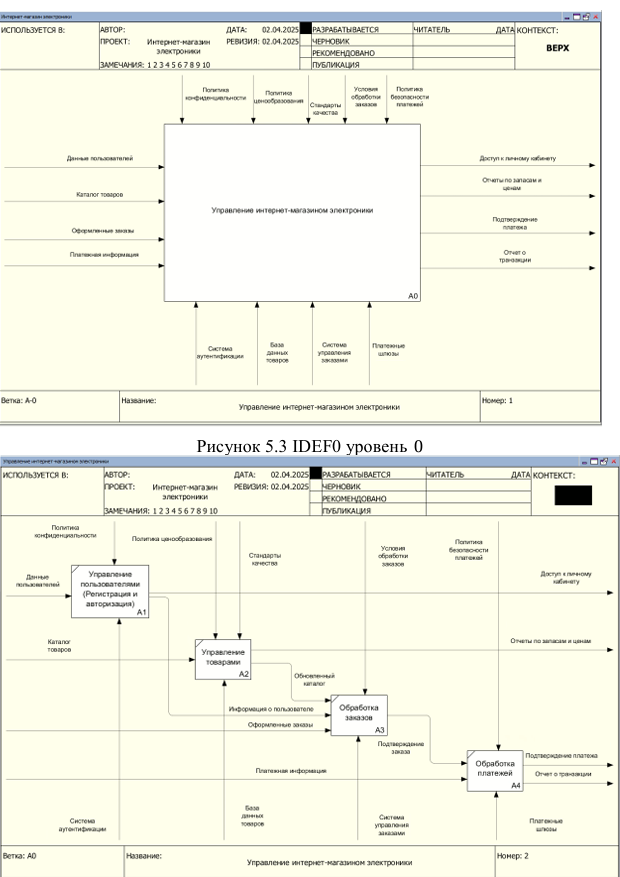 Интернет-магазин электроники
ИСПОЛЬЗУЕТСЯ В:
АВТОР:
ДАТА: 02.04.2025
РАЗРАБАТЫВАЕТСЯ
ЧИТАТЕЛЬ
ДАТА
КОНТЕКСТ:
ПРОЕКТ: Интернет-магазин
электроники
РЕВИЗИЯ: 02.04.2025
ЧЕРНОВИК
РЕКОМЕНДОВАНО
ВЕРХ
ЗАМЕЧАНИЯ: 1 2 3 4 5 6 7 8 9 10
ПУБЛИКАЦИЯ
Политика
конфиденциальности
Политика
ценообразования
Стандарты
качества
Условия
обработки
заказов
Политика
безопасности
платежей
Данные пользователей
Каталог товаров
Оформленные заказы
Платежная информация
Управление интернет-магазином электроники
A0
Доступ к личному кабинету
Отчеты по запасам и
ценам
Подтверждение
платежа
Отчет о
транзакции
Система
аутентификации
База
данных
товаров
Система
управления
заказами
Платежные
шлюзы
Ветка: A-0
Название:
Управление интернет-магазином электроники
Номер: 1
Рисунок 5.3 IDEF0 уровень 0
Управление интернет-магазином электроники
ИСПОЛЬЗУЕТСЯ В:
АВТОР:
ДАТА: 02.04.2025
РАЗРАБАТЫВАЕТСЯ
ЧИТАТЕЛЬ
ДАТА
КОНТЕКСТ:
ПРОЕКТ: Интернет-магазин
электроники
РЕВИЗИЯ: 02.04.2025
ЧЕРНОВИК
РЕКОМЕНДОВАНО
ЗАМЕЧАНИЯ: 1 2 3 4 5 6 7 8 9 10
ПУБЛИКАЦИЯ
Политика
конфиденциальности
Политика ценообразования
Стандарты
качества
Условия
обработки
заказов
Политика
безопасности
платежей
Данные
пользователей
Управление
пользователями
(Регистрация и
авторизация)
A1
Доступ к личному
кабинету
Каталог
товаров
Управление
товарами
A2
Отчеты по запасам и ценам
Обновленный
каталог
Информация о пользователе
Оформленные заказы
Обработка
заказов
A3
Подтверждение
заказа
Платежная информация
Обработка
платежей
A4
Подтверждение платежа
Отчет о транзакции
Система
аутентификации
База
данных
товаров
Система
управления
заказами
Платежные
шлюзы
Ветка: A0
Название:
Управление интернет-магазином электроники
Номер: 2